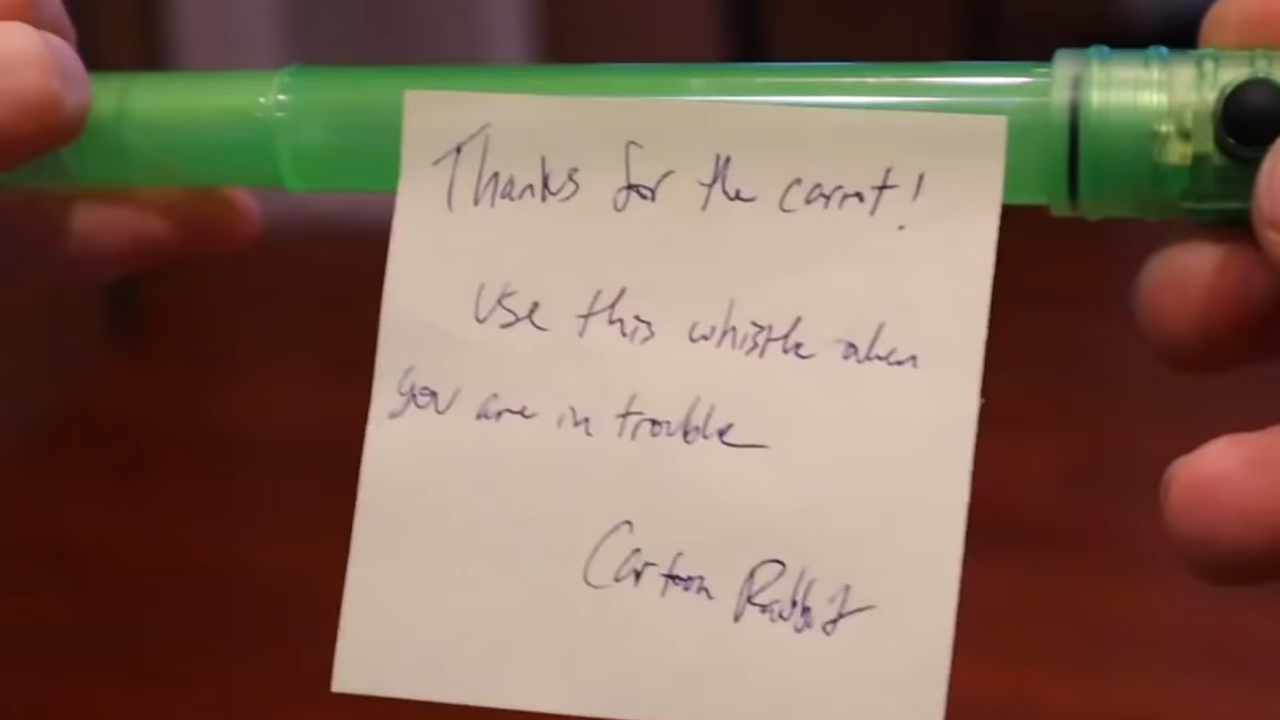 Thanks for the carrot!
Use this whistle when
you are in trouble
Cartoon Rabbit